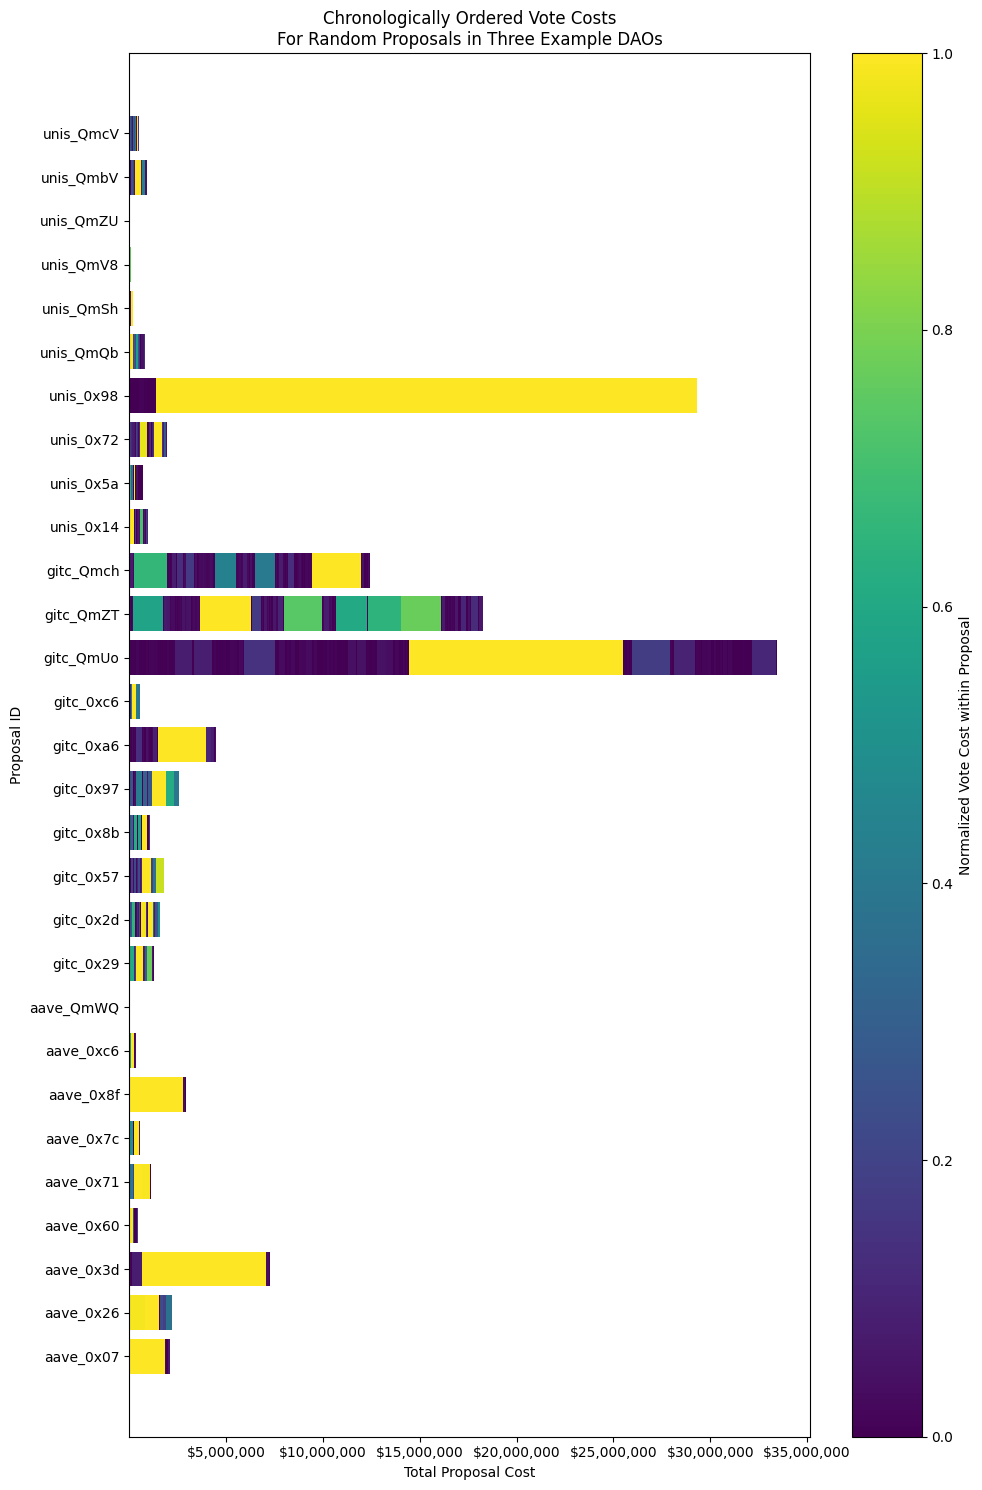 Chronologically Ordered Vote Costs
For Random Proposals in Three Example DAOs
Proposal ID
unis_QmcV
unis_QmbV
unis_QmZU
unis_QmV8
unis_QmSh
unis_QmQb
unis_0x98
unis_0x72
unis_0x5a
unis_0x14
gitc_Qmch
gitc_QmZT
gitc_QmUo
gitc_0xc6
gitc_0xa6
gitc_0x97
gitc_0x8b
gitc_0x57
gitc_0x2d
gitc_0x29
aave_QmWQ
aave_0xc6
aave_0x8f
aave_0x7c
aave_0x71
aave_0x60
aave_0x3d
aave_0x26
aave_0x07
$5,000,000 $10,000,000 $15,000,000 $20,000,000 $25,000,000 $30,000,000 $35,000,000
Total Proposal Cost
1.0
0.8
0.6
0.4
0.2
0.0
Normalized Vote Cost within Proposal